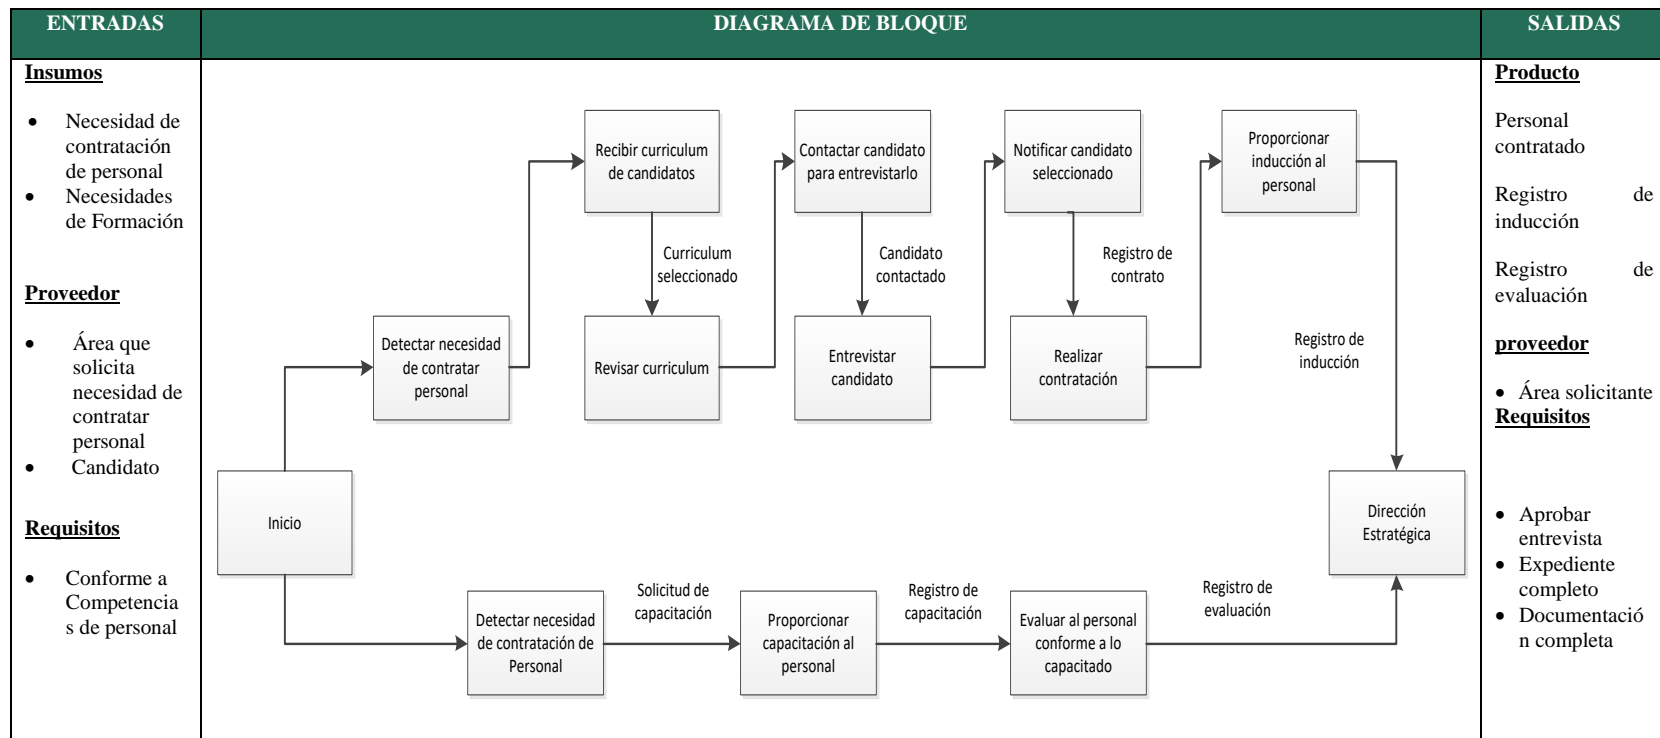 ENTRADAS
DIAGRAMA DE BLOQUE
SALIDAS
Insumos
• Necesidad de
contratación
de personal
• Necesidades
de Formación
Proveedor
• Área que
solicita
necesidad de
contratar
personal
• Candidato
Requisitos
• Conforme a
Competencia
s de personal
Recibir curriculum
de candidatos
Contactar candidato
para entrevistarlo
Notificar candidato
seleccionado
Proporcionar
inducción al
personal
Curriculum
seleccionado
Candidato
contactado
Registro de
contrato
Detectar necesidad
de contratar
personal
Revisar curriculum
Entrevistar
candidato
Realizar
contratación
Registro de
inducción
Inicio
Dirección
Estratégica
Detectar necesidad
de contratación de
Personal
Solicitud de
capacitación
Proporcionar
capacitación al
personal
Registro de
capacitación
Evaluar al personal
conforme a lo
capacitado
Registro de
evaluación
Producto
Personal
contratado
Registro de
inducción
Registro de
evaluación
proveedor
• Área solicitante
Requisitos
• Aprobar
entrevista
• Expediente
completo
• Documentació
n completa